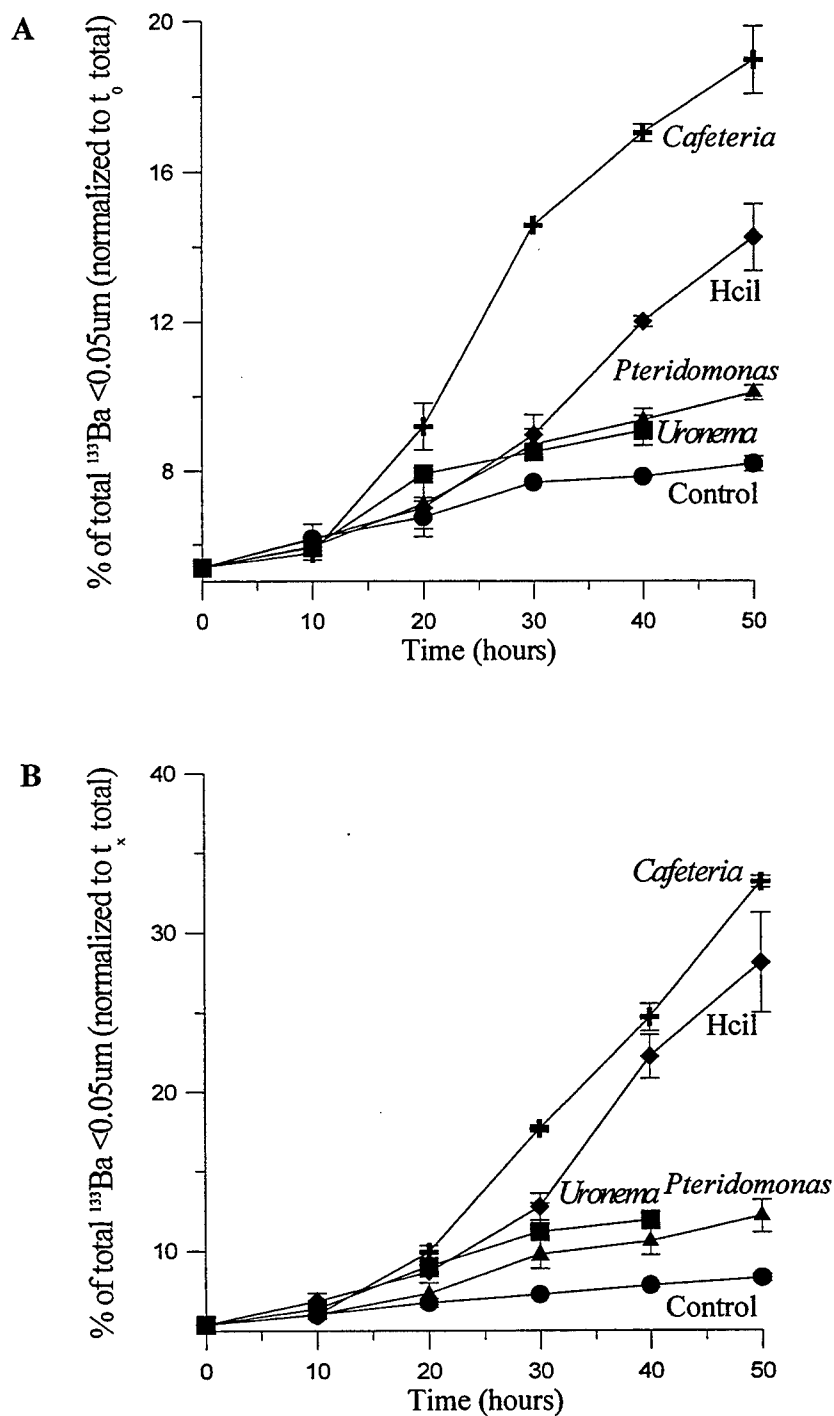 A
% of total ¹³³Ba <0.05um (normalized to t₀ total)
20
16
12
8
Cafeteria
Hcil
Pteridomonas
Uronema
Control
0 10 20 30 40 50
Time (hours)
B
% of total ¹³³Ba <0.05um (normalized to tₓ total)
40
30
20
10
Cafeteria
Hcil
Uronema Pteridomonas
Control
0 10 20 30 40 50
Time (hours)